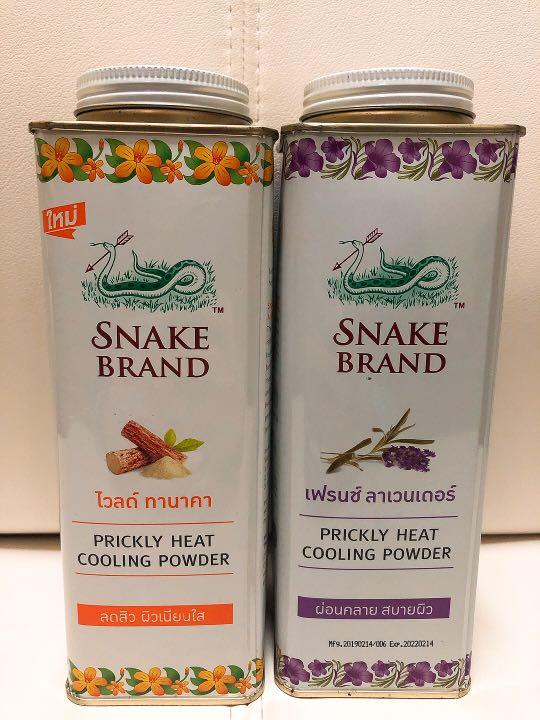 ใหม่
TM
SNAKE
BRAND
ไวลด์ ทานาคา
PRICKLY HEAT
COOLING POWDER
ลดสิว ผิวเนียนใส
TM
SNAKE
BRAND
เฟรนช์ ลาเวนเดอร์
PRICKLY HEAT
COOLING POWDER
ผ่อนคลาย สบายผิว
Mfg.20190214/006 Exp.20220214